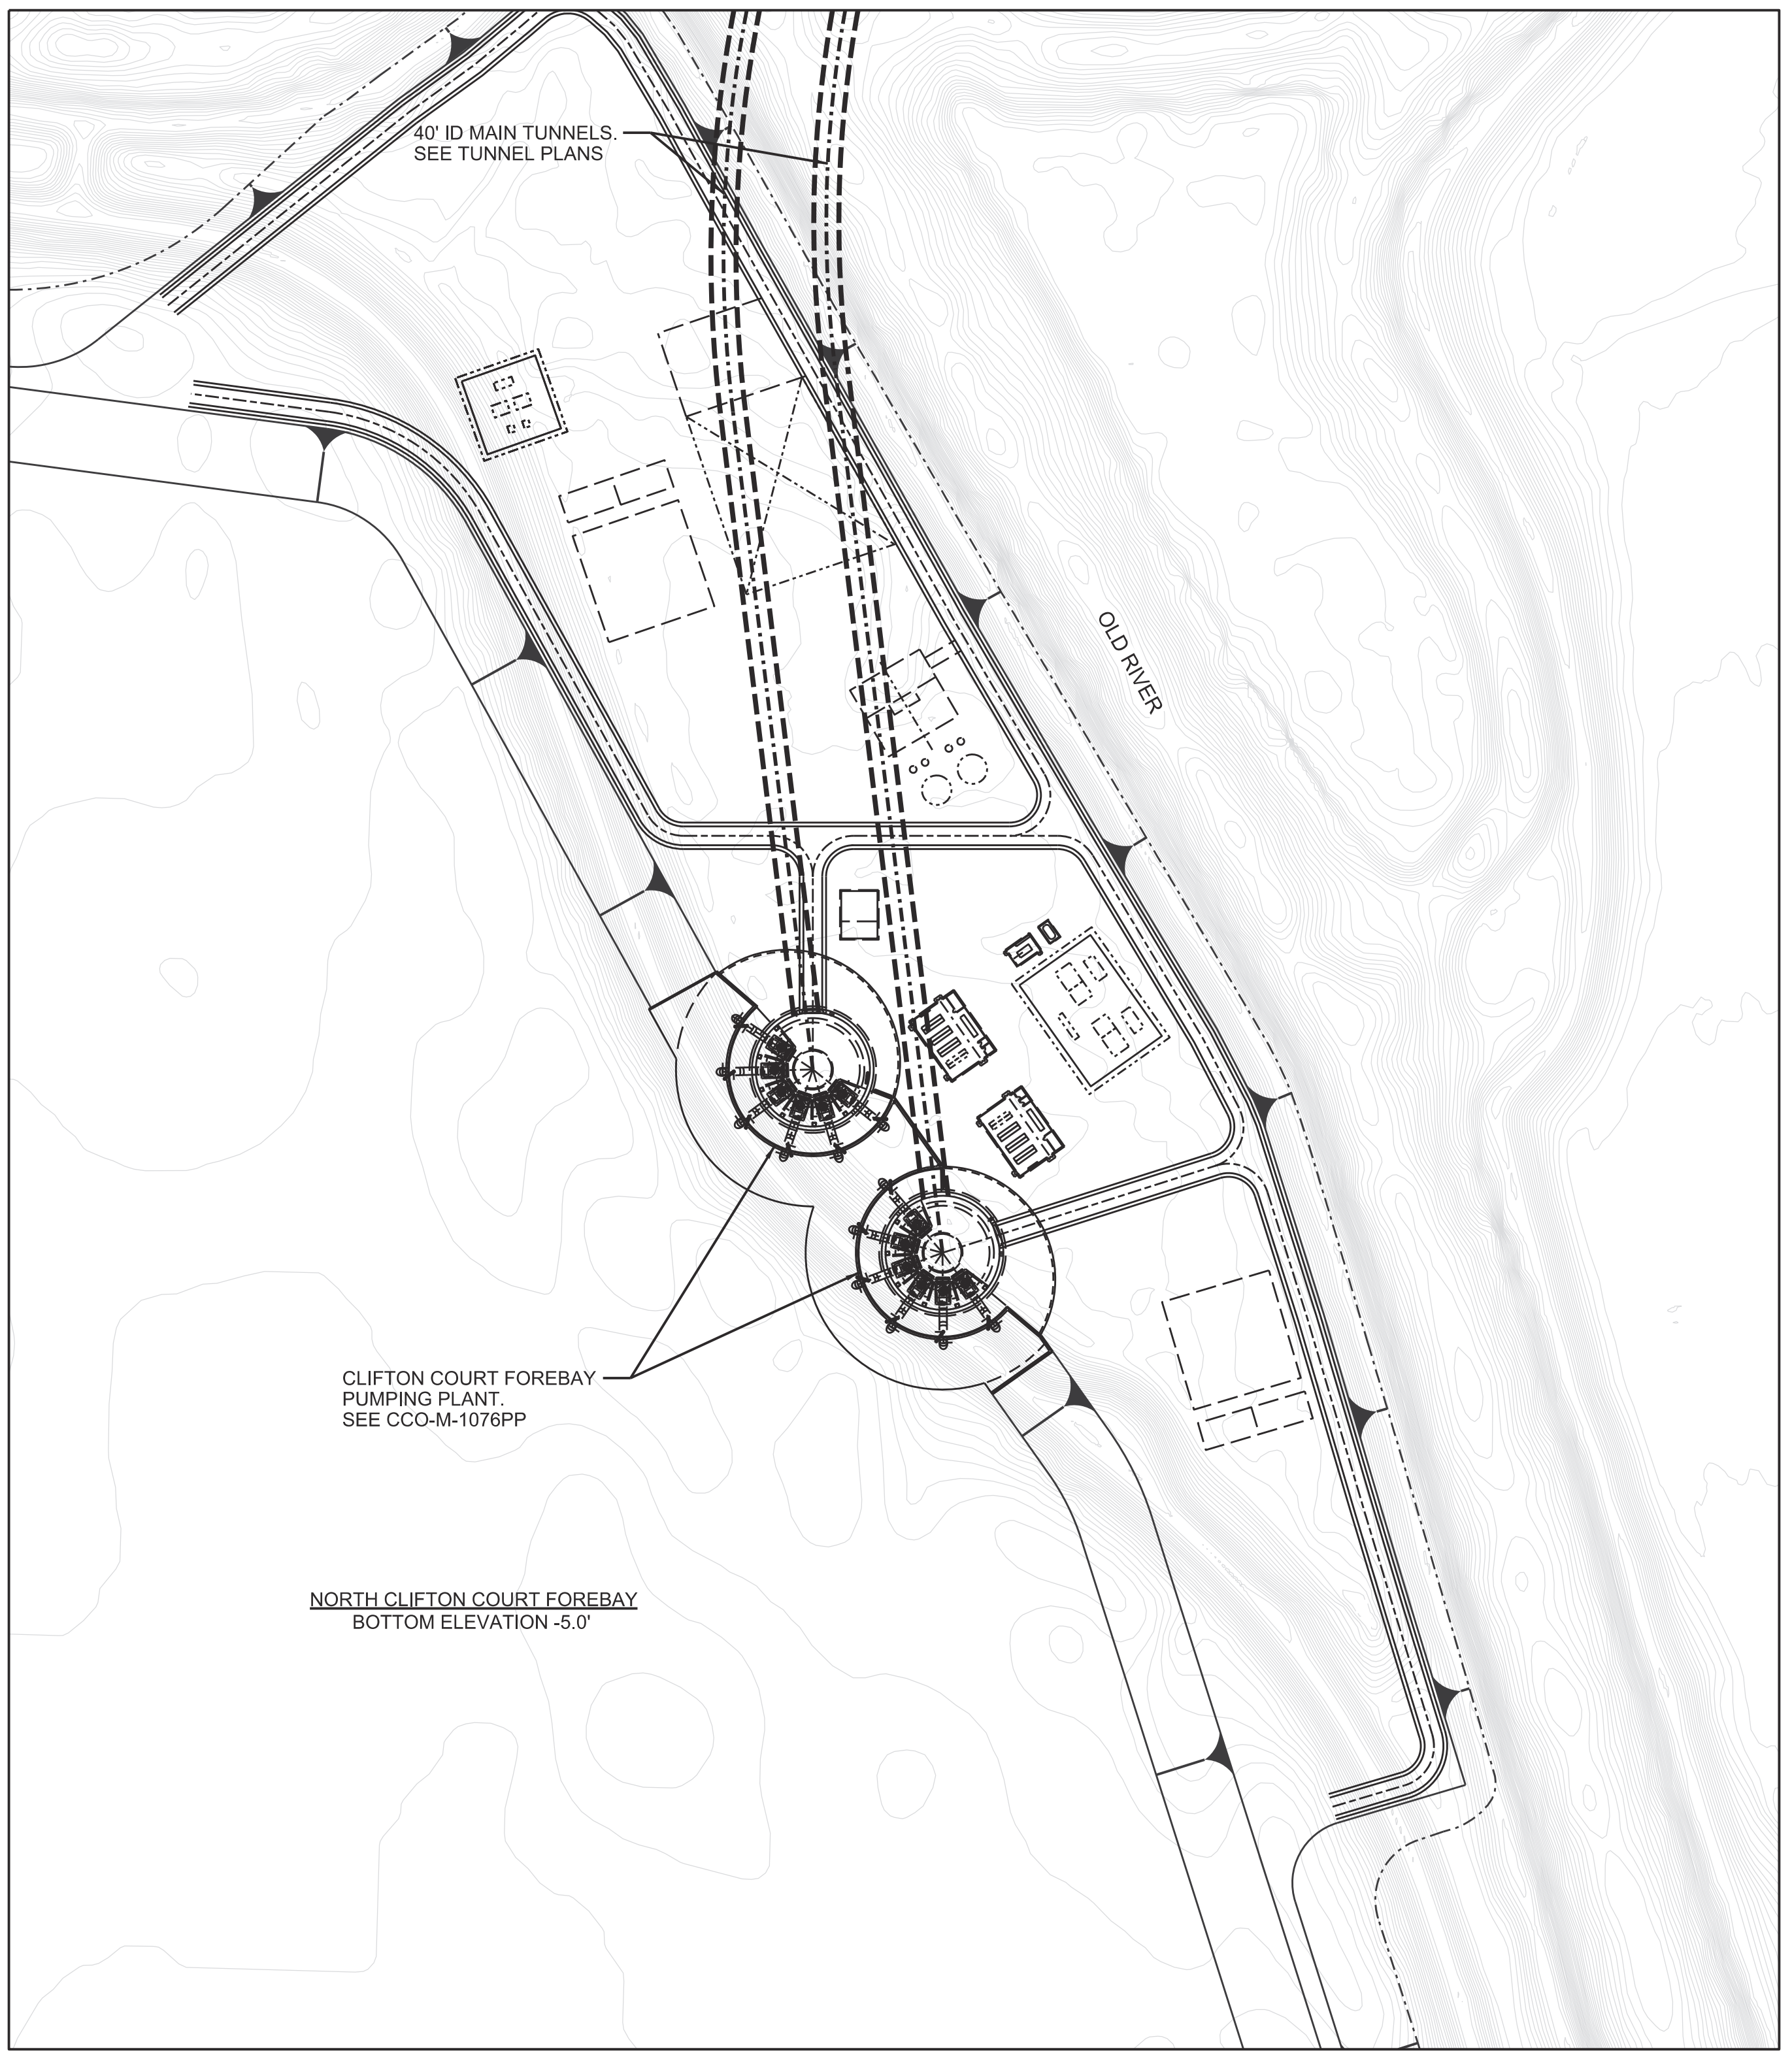 40' ID MAIN TUNNELS.
SEE TUNNEL PLANS
OLD RIVER
CLIFTON COURT FOREBAY
PUMPING PLANT.
SEE CCO-M-1076PP
NORTH CLIFTON COURT FOREBAY
BOTTOM ELEVATION -5.0'